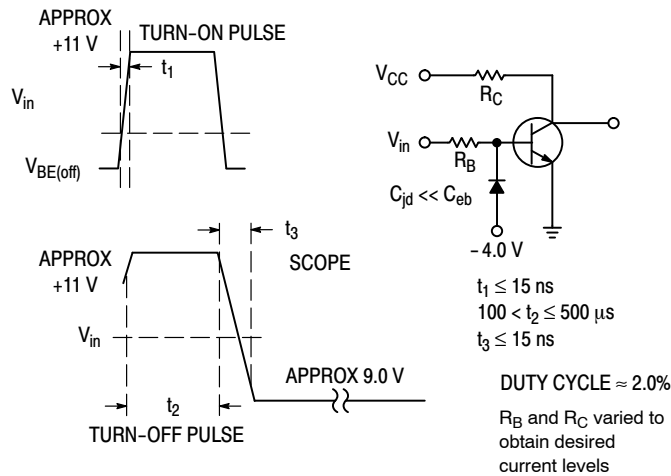 APPROX
+11 V
TURN-ON PULSE
t1
Vin
VBE(off)
APPROX
+11 V
t3
SCOPE
Vin
APPROX 9.0 V
t2
TURN-OFF PULSE
VCC
RC
Vin
RB
Cjd << Ceb
-4.0 V
t1 ≤ 15 ns
100 < t2 ≤ 500 μs
t3 ≤ 15 ns
DUTY CYCLE ≈ 2.0%
RB and RC varied to
obtain desired
current levels